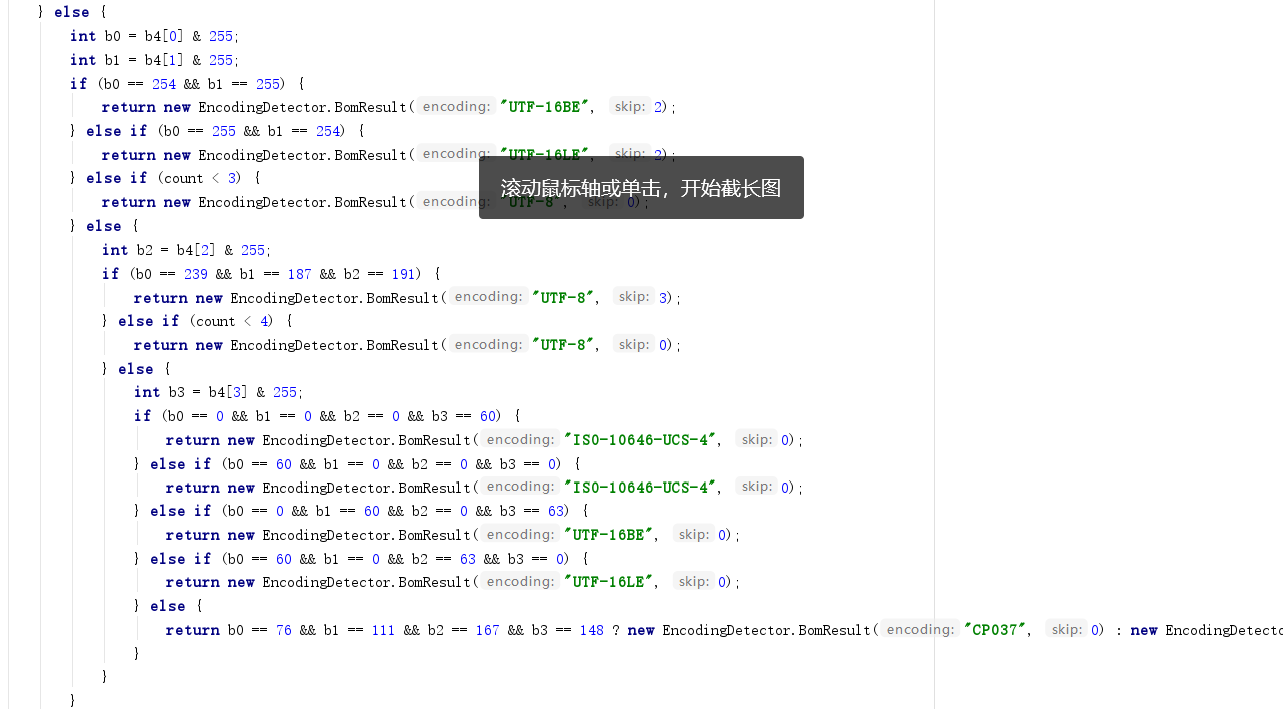 } else {
int b0 = b4[0] & 255;
int b1 = b4[1] & 255;
if (b0 == 254 && b1 == 255) {
return new EncodingDetector.BomResult( encoding: "UTF-16BE", skip: 2);
} else if (b0 == 255 && b1 == 254) {
return new EncodingDetector.BomResult( encoding: "UTF-16LE", skip: 2);
} else if (count < 3) {
滚动鼠标轴或单击，开始截长图
return new EncodingDetector.BomResult( encoding: "UTF-8", skip: 0);
} else {
int b2 = b4[2] & 255;
if (b0 == 239 && b1 == 187 && b2 == 191) {
return new EncodingDetector.BomResult( encoding: "UTF-8", skip: 3);
} else if (count < 4) {
return new EncodingDetector.BomResult( encoding: "UTF-8", skip: 0);
} else {
int b3 = b4[3] & 255;
if (b0 == 0 && b1 == 0 && b2 == 0 && b3 == 60) {
return new EncodingDetector.BomResult( encoding: "ISO-10646-UCS-4", skip: 0);
} else if (b0 == 60 && b1 == 0 && b2 == 0 && b3 == 0) {
return new EncodingDetector.BomResult( encoding: "ISO-10646-UCS-4", skip: 0);
} else if (b0 == 0 && b1 == 60 && b2 == 0 && b3 == 63) {
return new EncodingDetector.BomResult( encoding: "UTF-16BE", skip: 0);
} else if (b0 == 60 && b1 == 0 && b2 == 63 && b3 == 0) {
return new EncodingDetector.BomResult( encoding: "UTF-16LE", skip: 0);
} else {
return b0 == 76 && b1 == 111 && b2 == 167 && b3 == 148 ? new EncodingDetector.BomResult( encoding: "CP037", skip: 0) : new EncodingDetecto
}
}
}